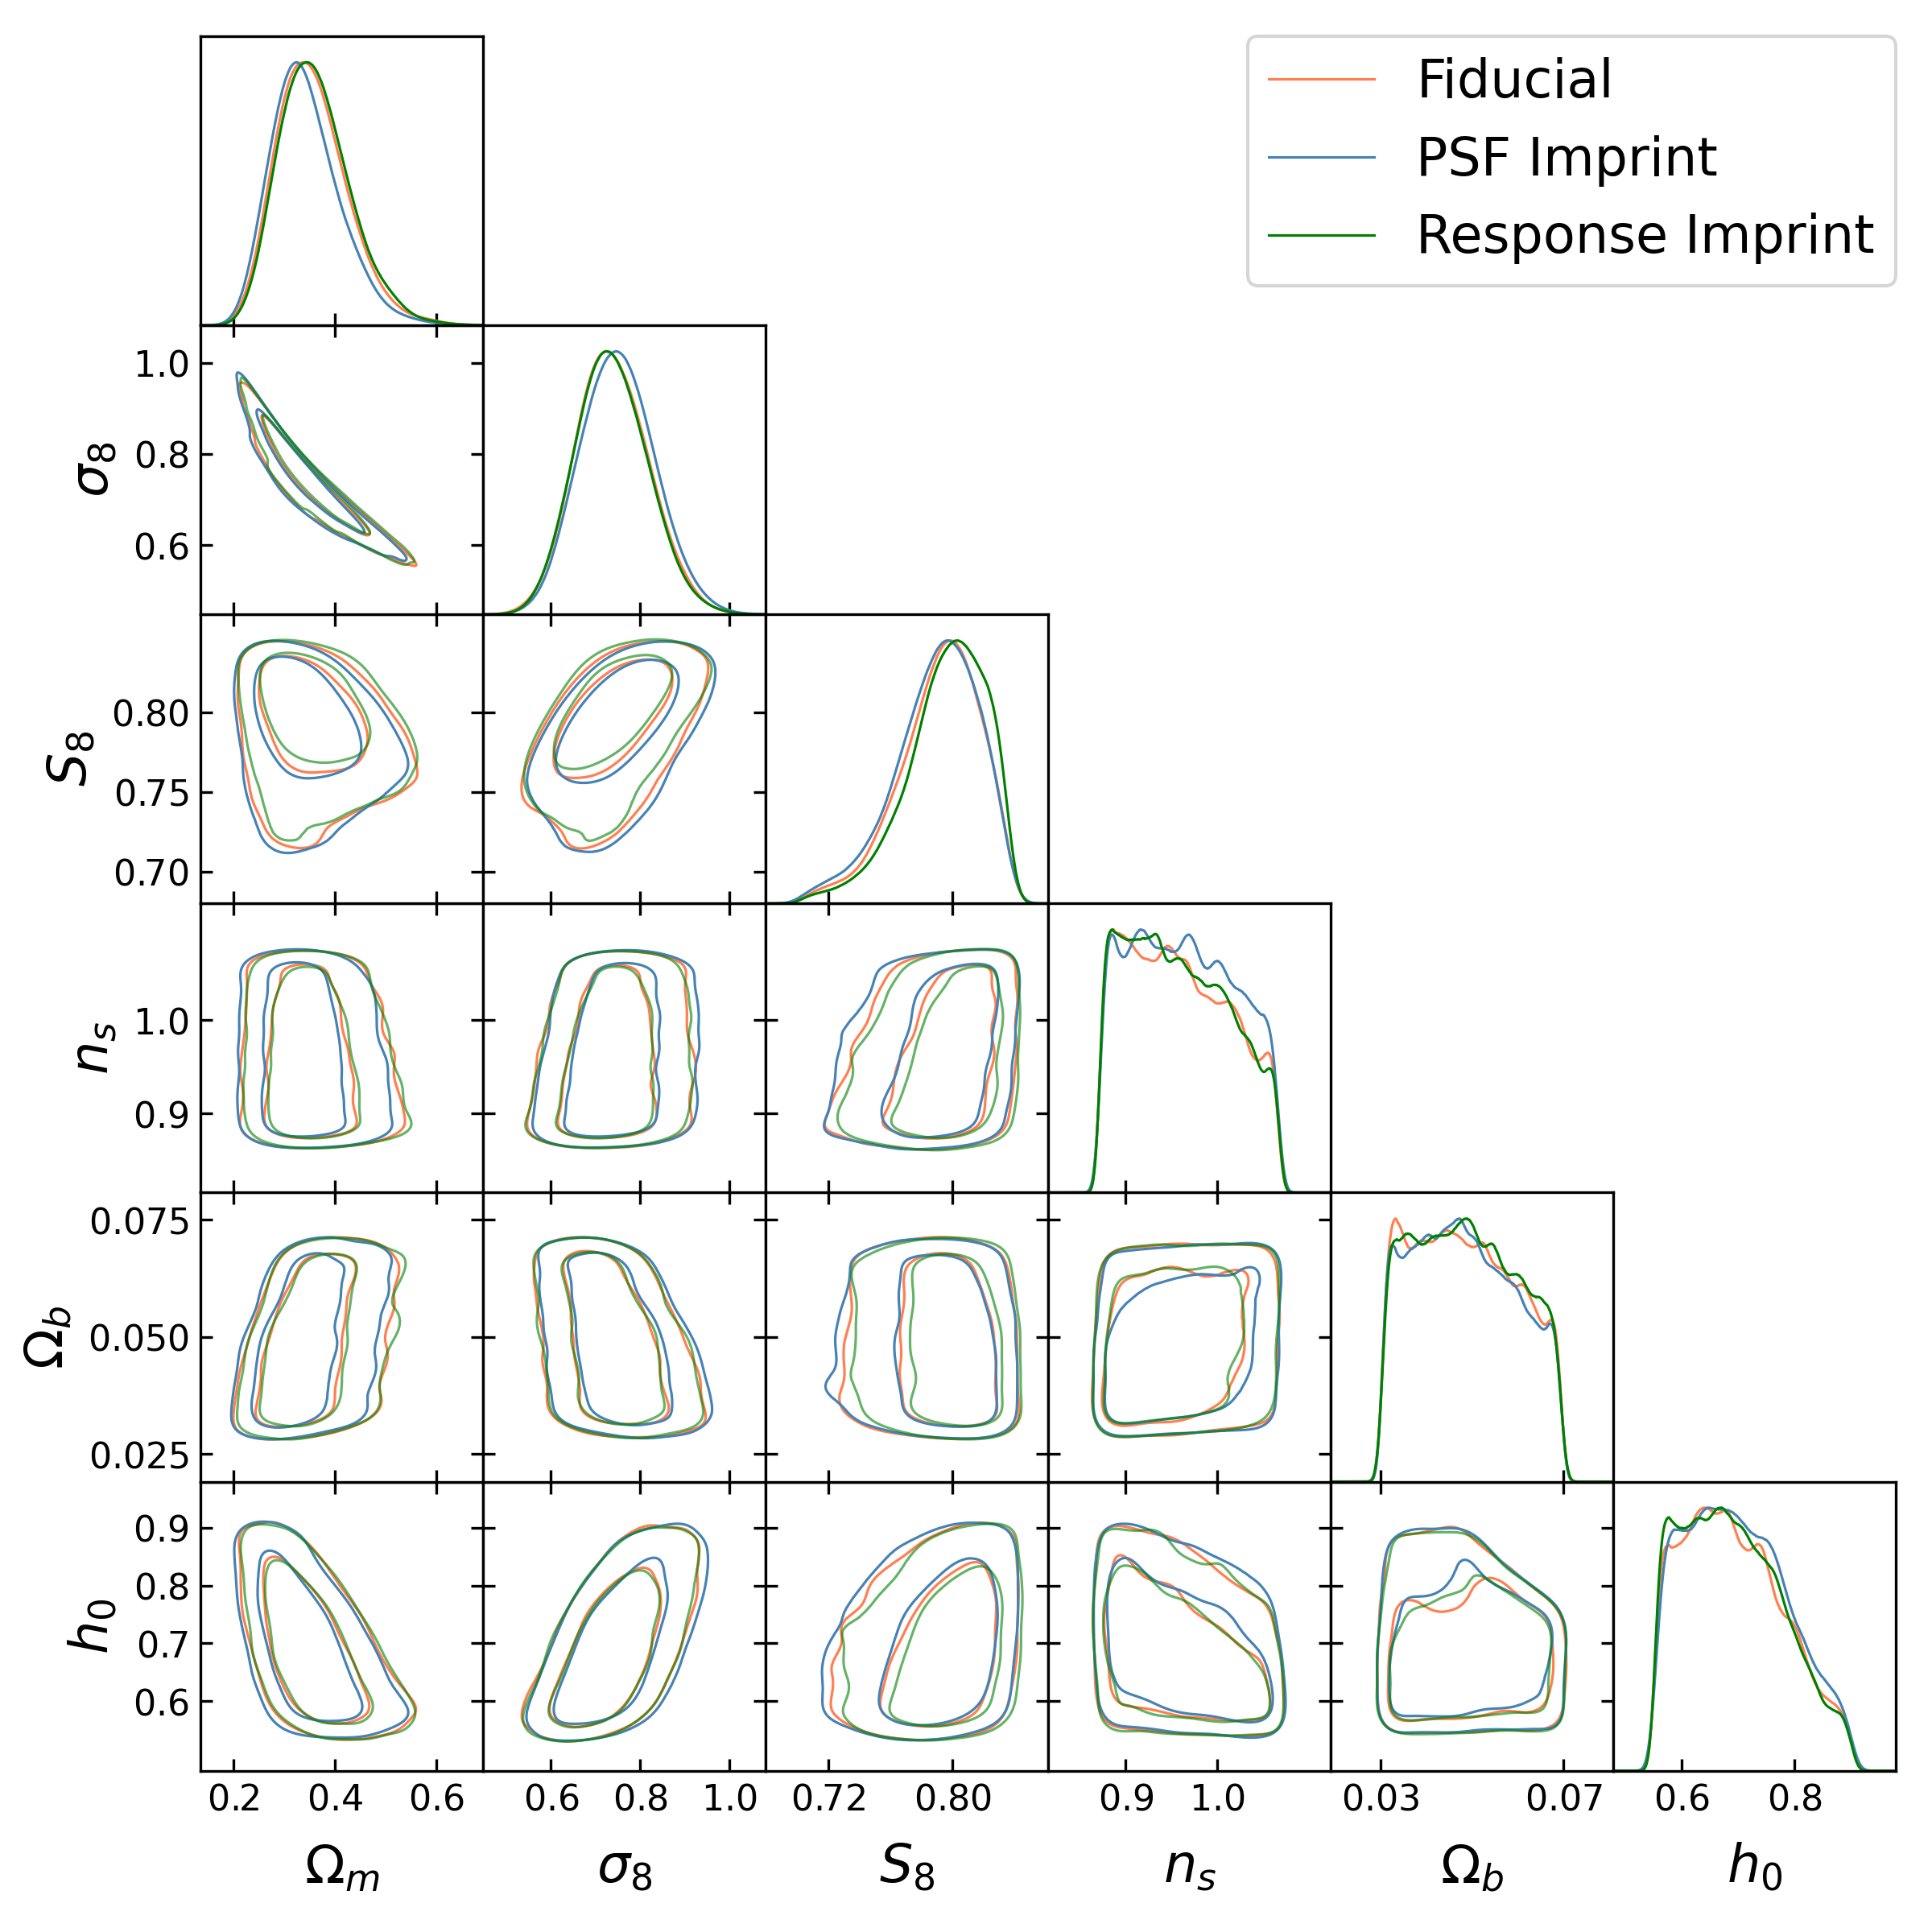 Fiducial
PSF Imprint
Response Imprint
1.0
0.8
0.6
σ8
0.80
0.75
0.70
S8
1.0
0.9
ns
0.075
0.050
0.025
Ωb
0.9
0.8
0.7
0.6
h0
0.2 0.4 0.6 0.6 0.8 1.0 0.72 0.80 0.9 1.0 0.03 0.07 0.6 0.8
Ωm σ8 S8 ns Ωb h0